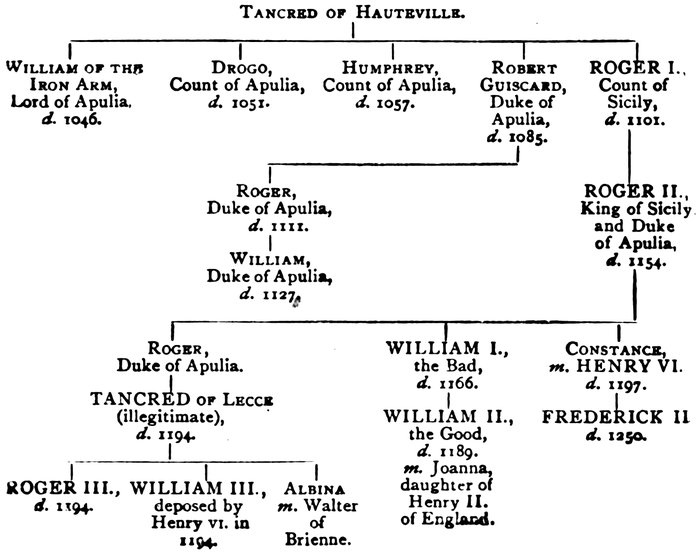 TANCRED OF HAUTEVILLE.
WILLIAM OF THE
IRON ARM,
Lord of Apulia.
d. 1046.
DROGO,
Count of Apulia,
d. 1051.
HUMPHREY,
Count of Apulia,
d. 1057.
ROBERT
GUISCARD,
Duke of
Apulia,
d. 1085.
ROGER I.,
Count of
Sicily,
d. 1101.
ROGER,
Duke of Apulia,
d. 1111.
WILLIAM,
Duke of Apulia,
d. 1127.
ROGER II.,
King of Sicily
and Duke
of Apulia,
d. 1154.
ROGER,
Duke of Apulia.
TANCRED OF LECCE
(illegitimate),
d. 1194.
WILLIAM I.,
the Bad,
d. 1166.
WILLIAM II.,
the Good,
d. 1189.
m. Joanna,
daughter of
Henry II.
of England.
CONSTANCE,
m. HENRY VI.
d. 1197.
FREDERICK II
d. 1250.
ROGER III.,
d. 1194.
WILLIAM III.,
deposed by
Henry VI. in
1194.
ALBINA
m. Walter
of
Brienne.